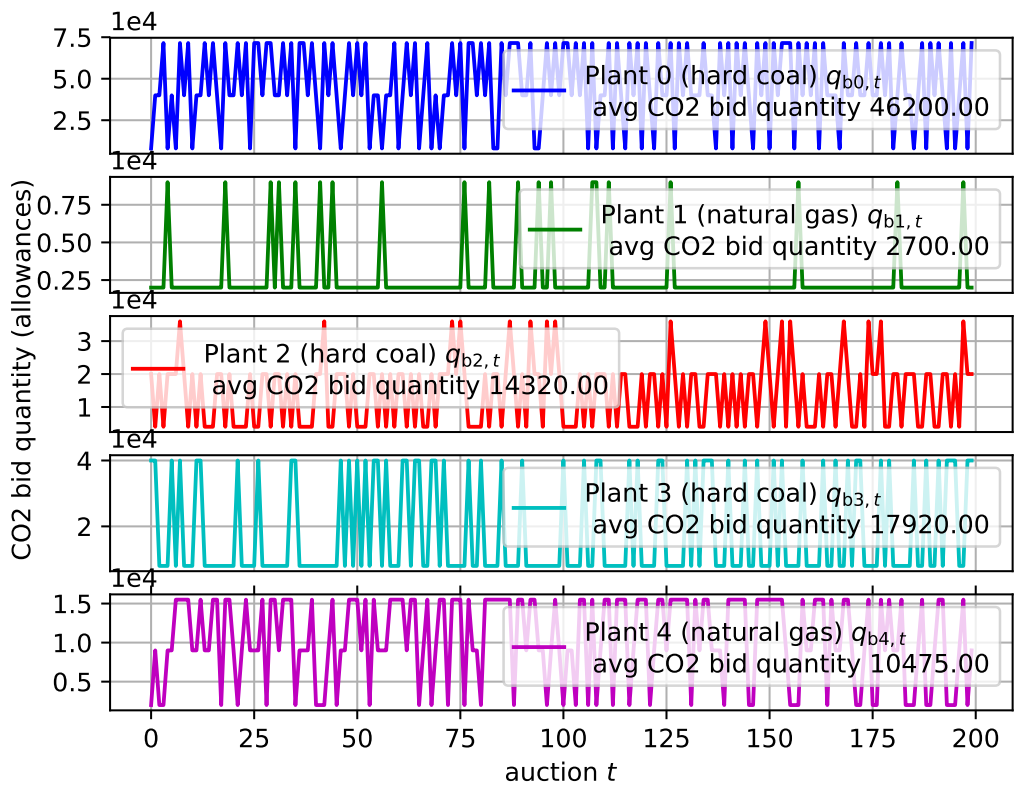 1e4
7.5
5.0
2.5
Plant 0 (hard coal) q_b0,t
avg CO2 bid quantity 46200.00
1e4
0.75
0.50
0.25
Plant 1 (natural gas) q_b1,t
avg CO2 bid quantity 2700.00
CO2 bid quantity (allowances)
1e4
3
2
1
Plant 2 (hard coal) q_b2,t
avg CO2 bid quantity 14320.00
1e4
4
2
Plant 3 (hard coal) q_b3,t
avg CO2 bid quantity 17920.00
1e4
1.5
1.0
0.5
Plant 4 (natural gas) q_b4,t
avg CO2 bid quantity 10475.00
0 25 50 75 100 125 150 175 200
auction t